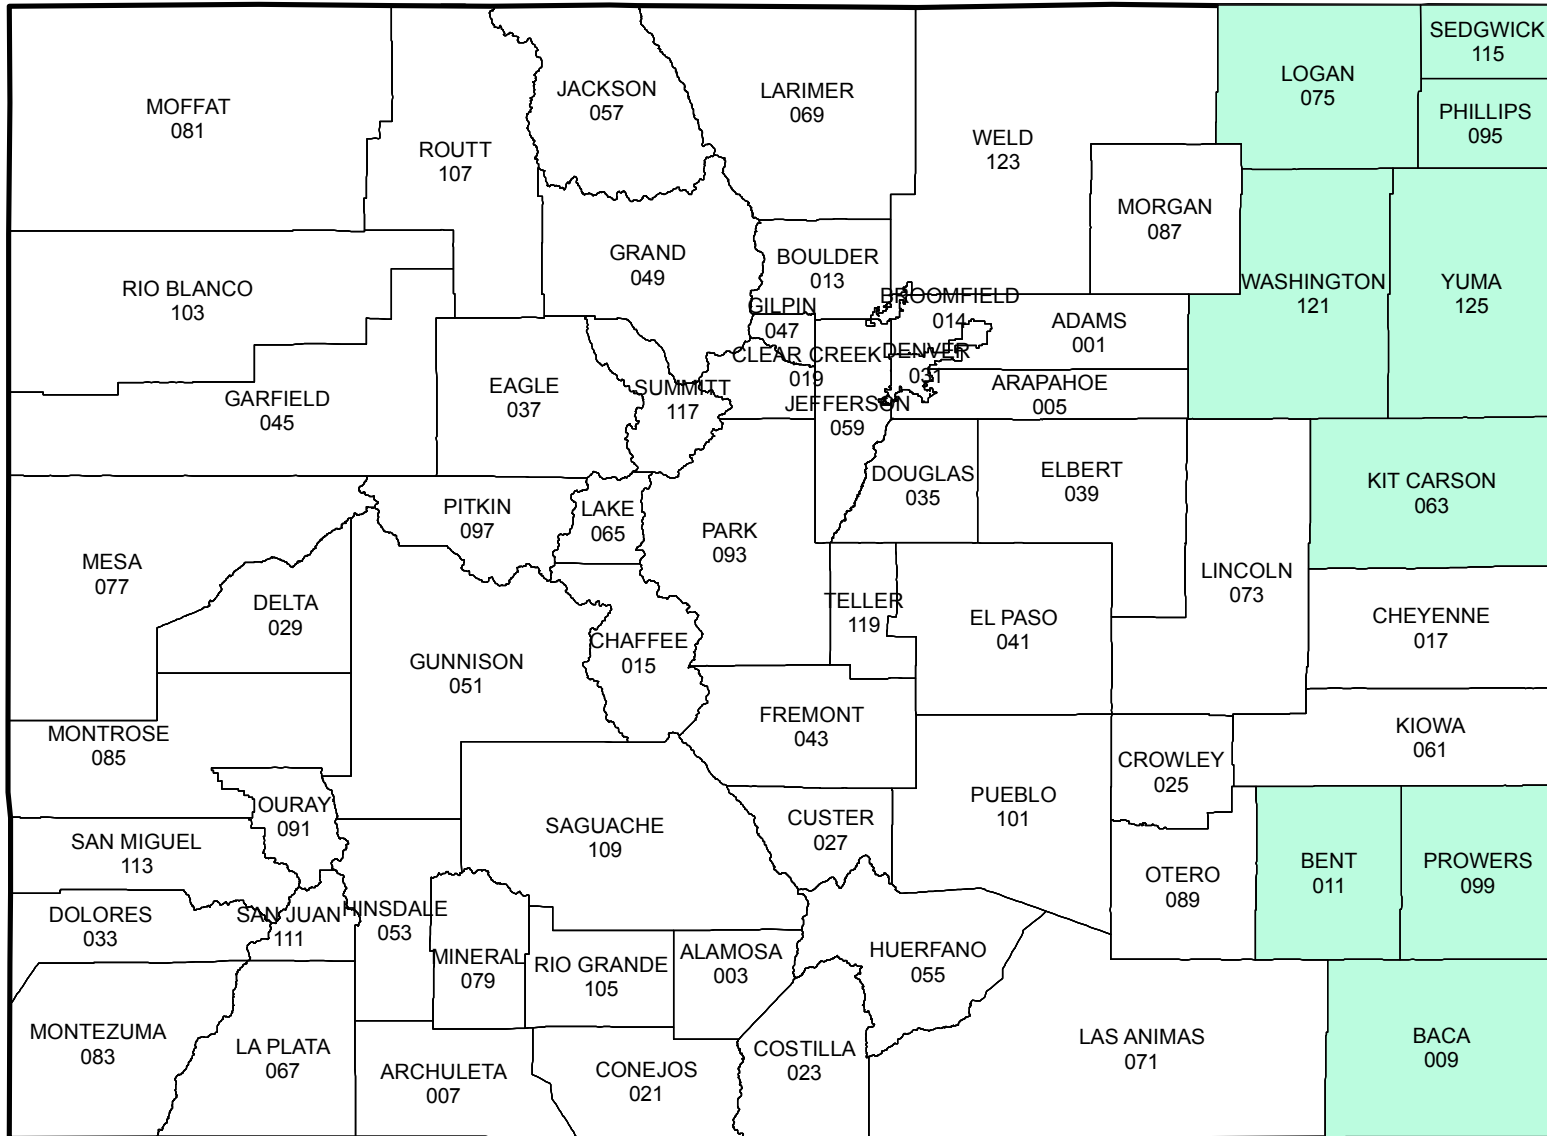 MOFFAT
081
ROUTT
107
JACKSON
057
LARIMER
069
WELD
123
MORGAN
087
LOGAN
075
SEDGWICK
115
PHILLIPS
095
RIO BLANCO
103
GRAND
049
BOULDER
013
GILPIN
047
BROOMFIELD
014
ADAMS
001
WASHINGTON
121
YUMA
125
GARFIELD
045
EAGLE
037
SUMMITT
117
CLEAR CREEK
019
DENVER
031
JEFFERSON
059
ARAPAHOE
005
MESA
077
PITKIN
097
LAKE
065
PARK
093
DOUGLAS
035
ELBERT
039
LINCOLN
073
KIT CARSON
063
DELTA
029
GUNNISON
051
CHAFFEE
015
TELLER
119
EL PASO
041
CHEYENNE
017
MONTROSE
085
OURAY
091
FREMONT
043
CROWLEY
025
KIOWA
061
SAN MIGUEL
113
SAGUACHE
109
CUSTER
027
PUEBLO
101
OTERO
089
BENT
011
PROWERS
099
DOLORES
033
SAN JUAN
111
HINSDALE
053
MINERAL
079
RIO GRANDE
105
ALAMOSA
003
HUERFANO
055
MONTEZUMA
083
LA PLATA
067
ARCHULETA
007
CONEJOS
021
COSTILLA
023
LAS ANIMAS
071
BACA
009